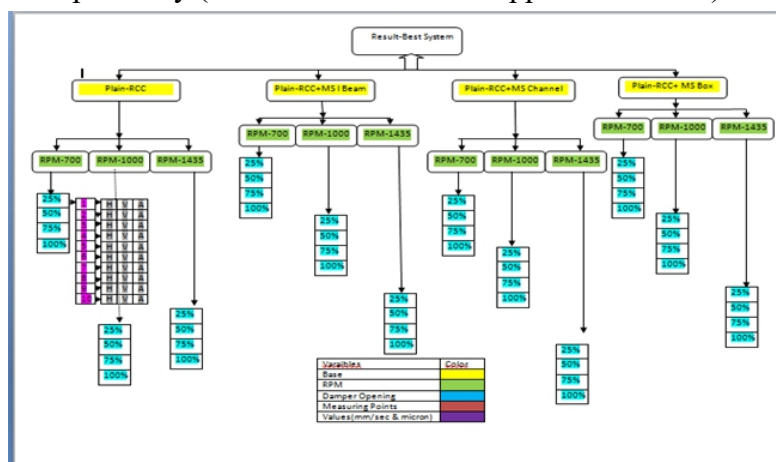 Result-Best System
Plain-RCC
Plain-RCC+MS I Beam
Plain-RCC+MS Channel
Plain-RCC+ MS Box
RPM-700 RPM-1000 RPM-1435
RPM-700 RPM-1000 RPM-1435
RPM-700 RPM-1000 RPM-1435
RPM-700 RPM-1000 RPM-1435
25%
50%
75%
100%
H V A
H V A
H V A
H V A
H V A
H V A
H V A
H V A
H V A
10 H V A
25%
50%
75%
100%
25%
50%
75%
100%
25%
50%
75%
100%
25%
50%
75%
100%
25%
50%
75%
100%
25%
50%
75%
100%
25%
50%
75%
100%
25%
50%
75%
100%
25%
50%
75%
100%
25%
50%
75%
100%
25%
50%
75%
100%
Varaibles Color
Base
RPM
Damper Opening
Measuring Points
Values(mm/sec & micron)